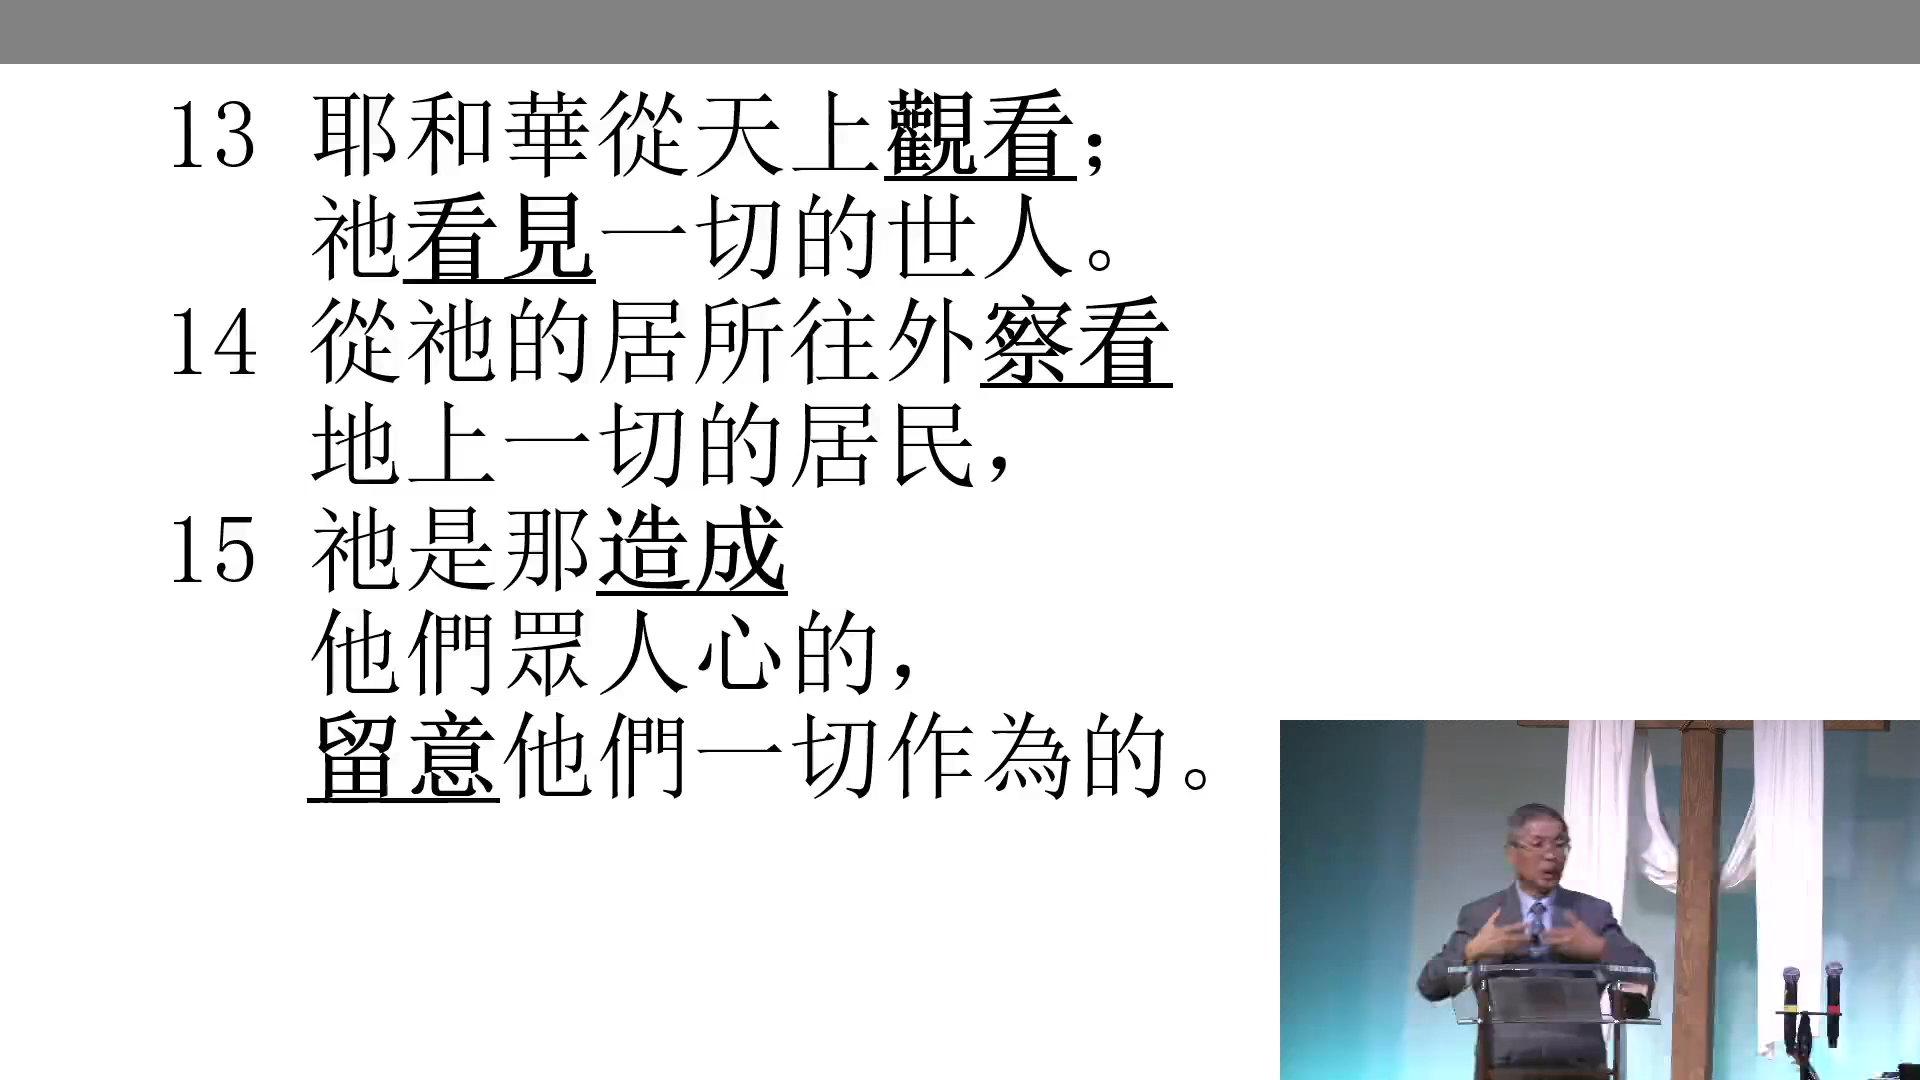 13 耶和華從天上觀看;
祂看見一切的世人。
14 從祂的居所往外察看
地上一切的居民,
15 祂是那造成
他們眾人心的,
留意他們一切作為的。